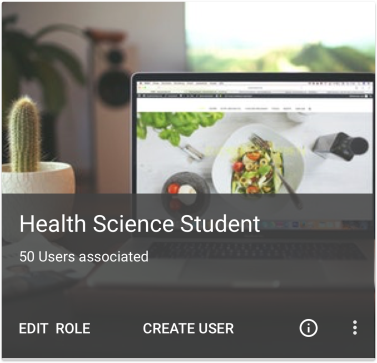 Health Science Student
50 Users associated
EDIT ROLE
CREATE USER